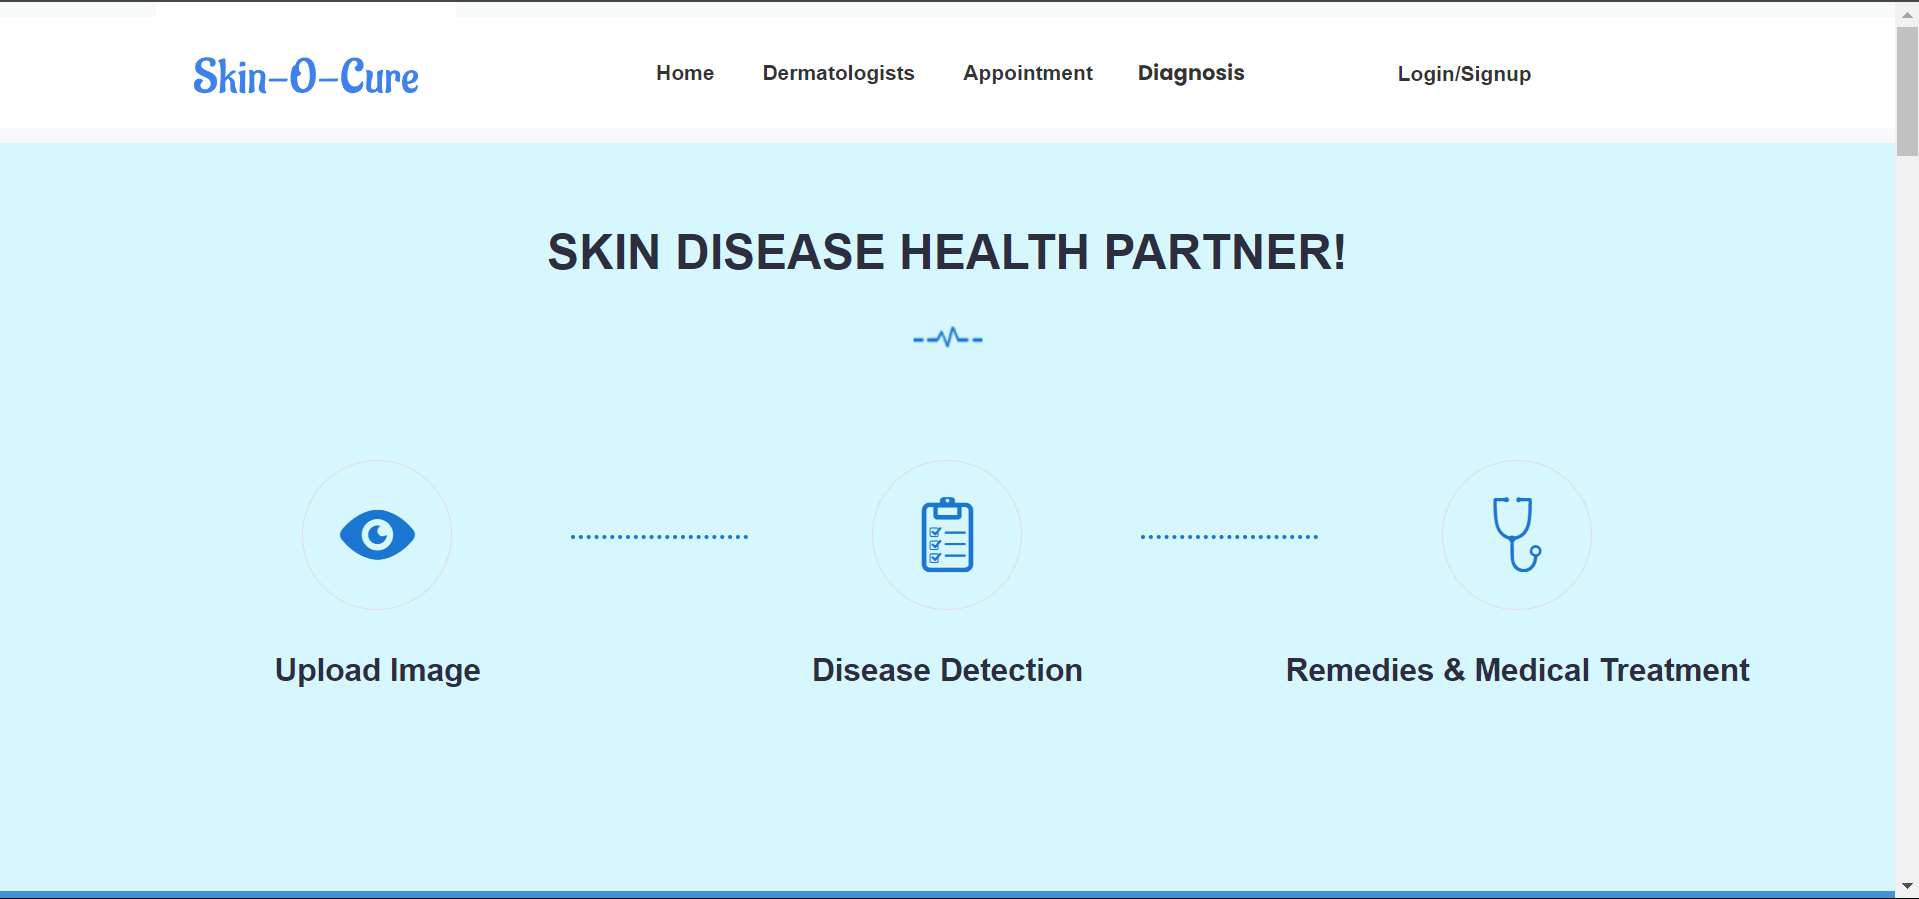 Skin-O-Cure
Home Dermatologists Appointment Diagnosis Login/Signup
SKIN DISEASE HEALTH PARTNER!
Upload Image Disease Detection Remedies & Medical Treatment